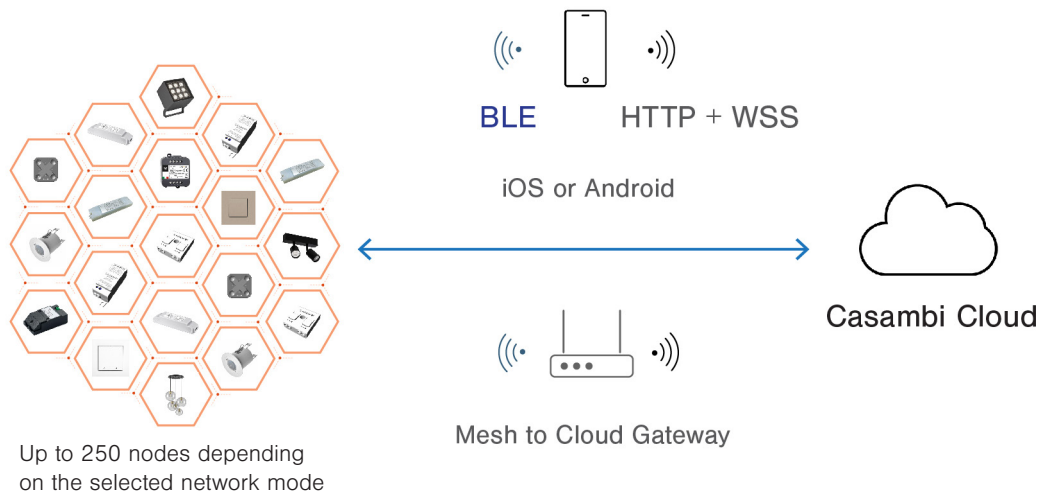 BLE
HTTP + WSS
iOS or Android
Casambi Cloud
Mesh to Cloud Gateway
Up to 250 nodes depending
on the selected network mode